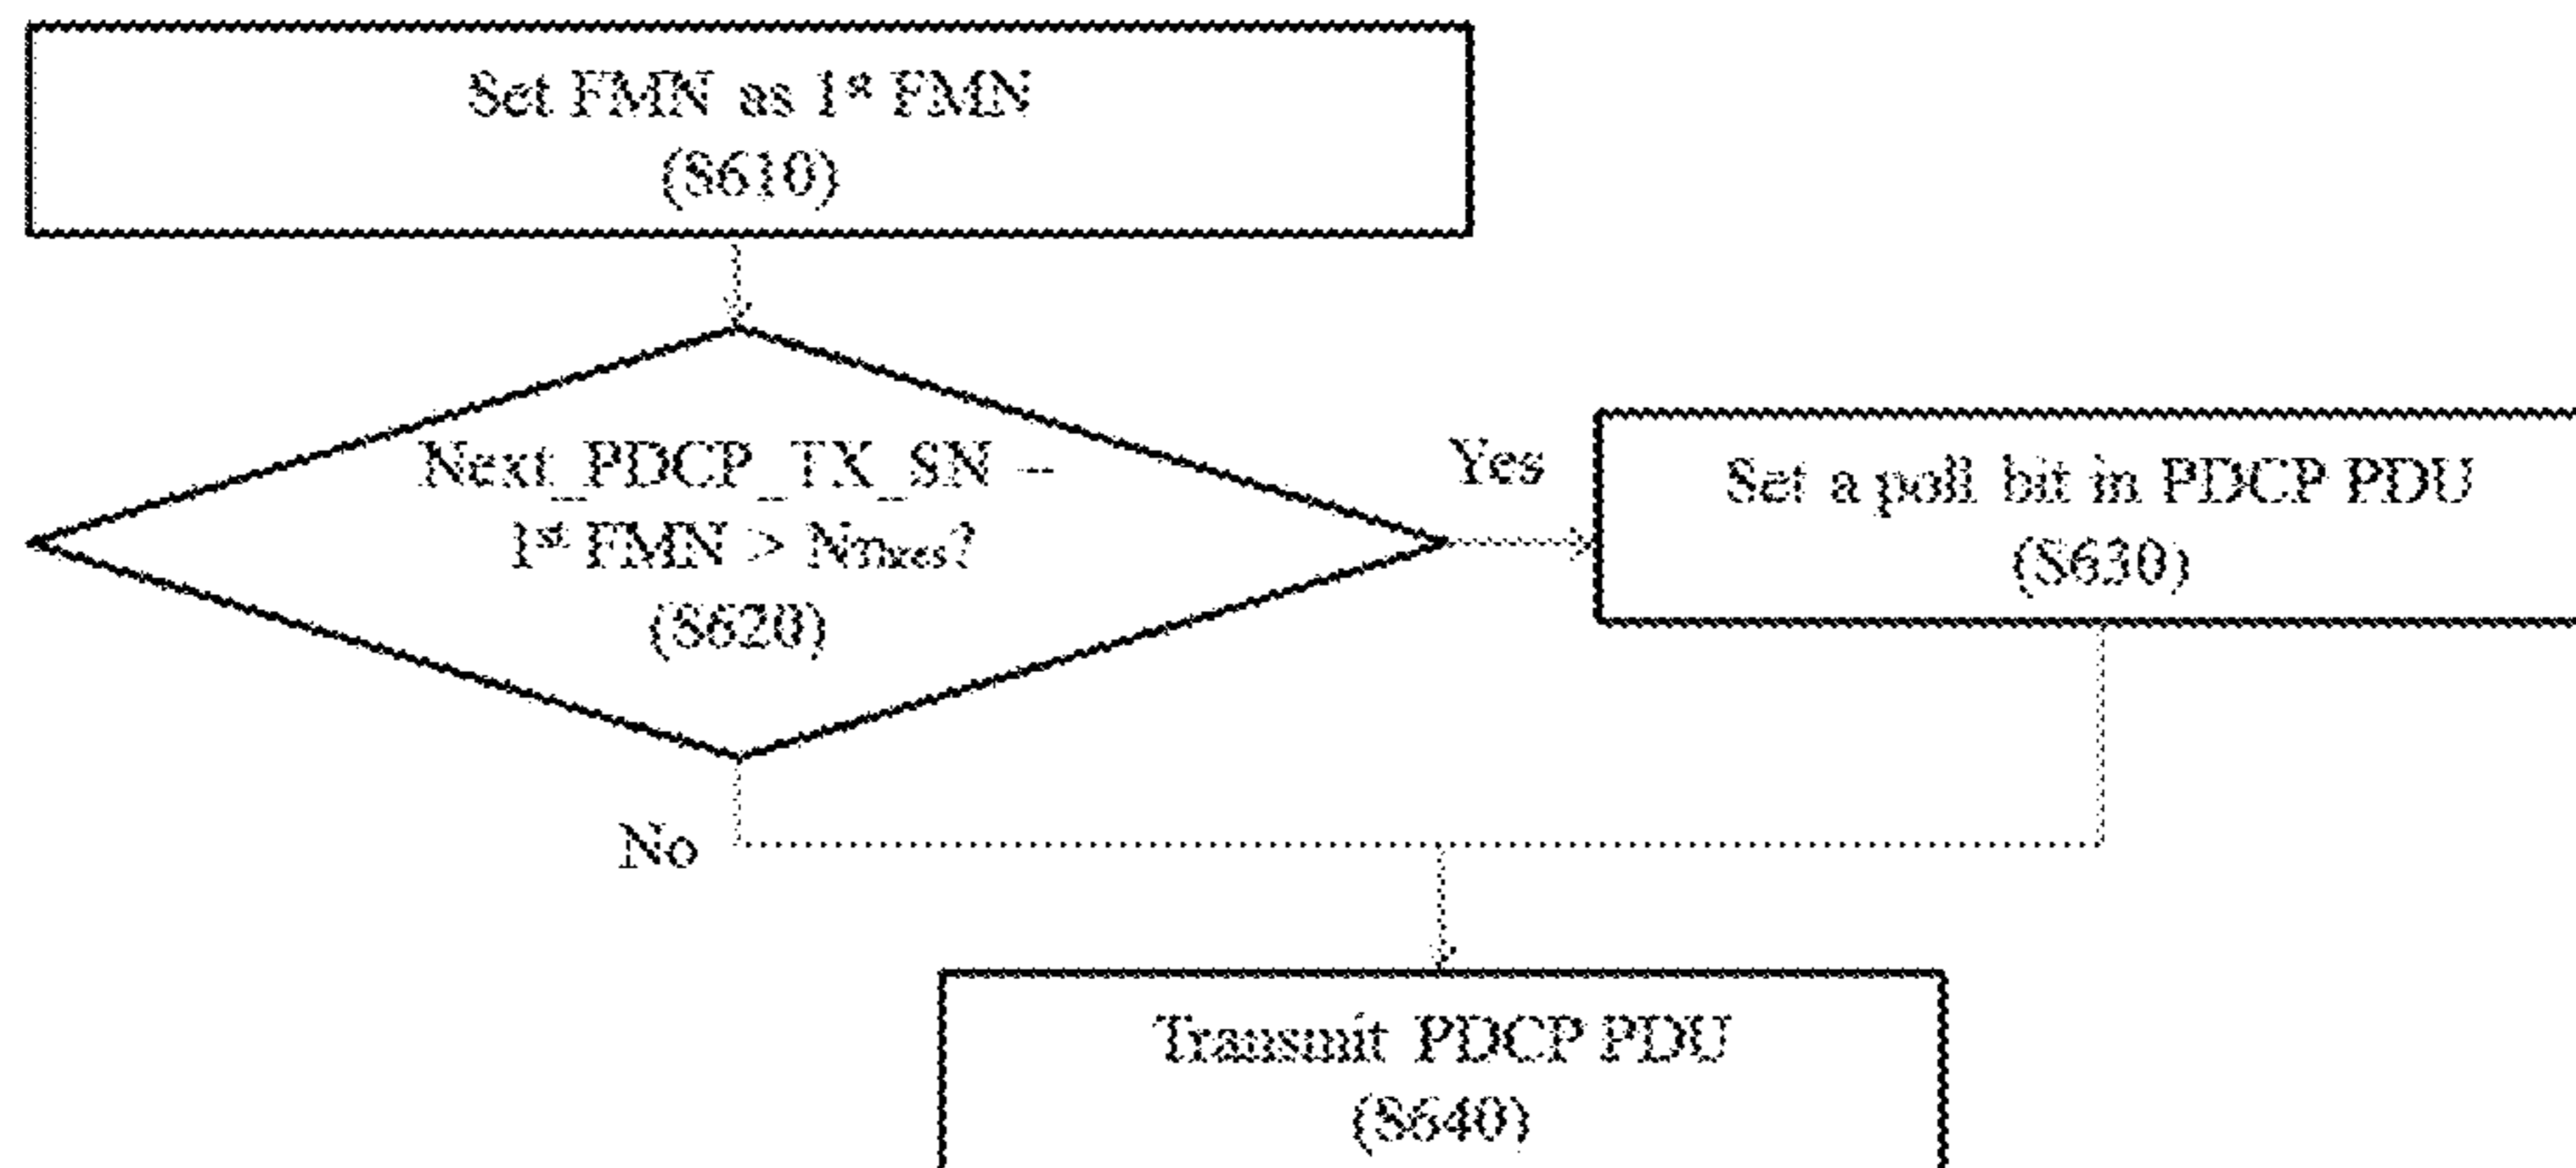 Set FMN as 1st FMN
(S610)
Next_PDCP_TX_SN –
1st FMN > NThres?
(S620)
Yes
Set a poll bit in PDCP PDU
(S630)
No
Transmit PDCP PDU
(S640)